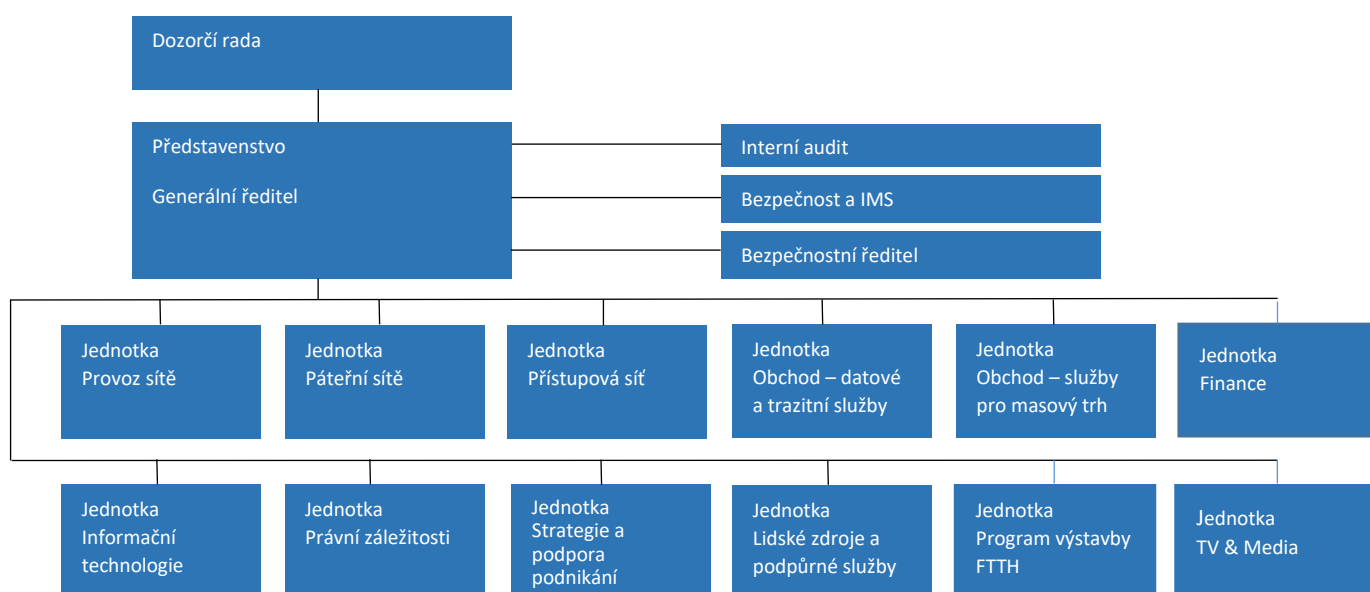 Dozorčí rada
Představenstvo
Generální ředitel
Interní audit
Bezpečnost a IMS
Bezpečnostní ředitel
Jednotka
Provoz sítě
Jednotka
Páteřní sítě
Jednotka
Přístupová síť
Jednotka
Obchod – datové
a trazitní služby
Jednotka
Obchod – služby
pro masový trh
Jednotka
Finance
Jednotka
Informační
technologie
Jednotka
Právní záležitosti
Jednotka
Strategie a
podpora
podnikání
Jednotka
Lidské zdroje a
podpůrné služby
Jednotka
Program výstavby
FTTH
Jednotka
TV & Media